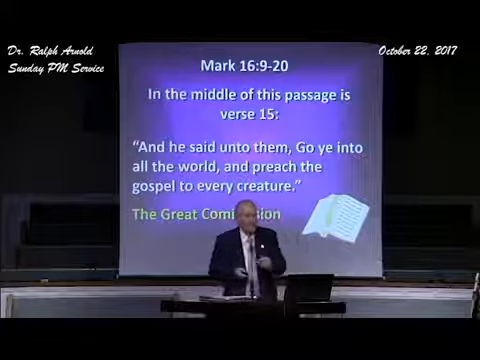 Dr. Ralph Arnold
Sunday PM Service
October 22, 2017
Mark 16:9-20
In the middle of this passage is
verse 15:
“And he said unto them, Go ye into
all the world, and preach the
gospel to every creature.”
The Great Commission